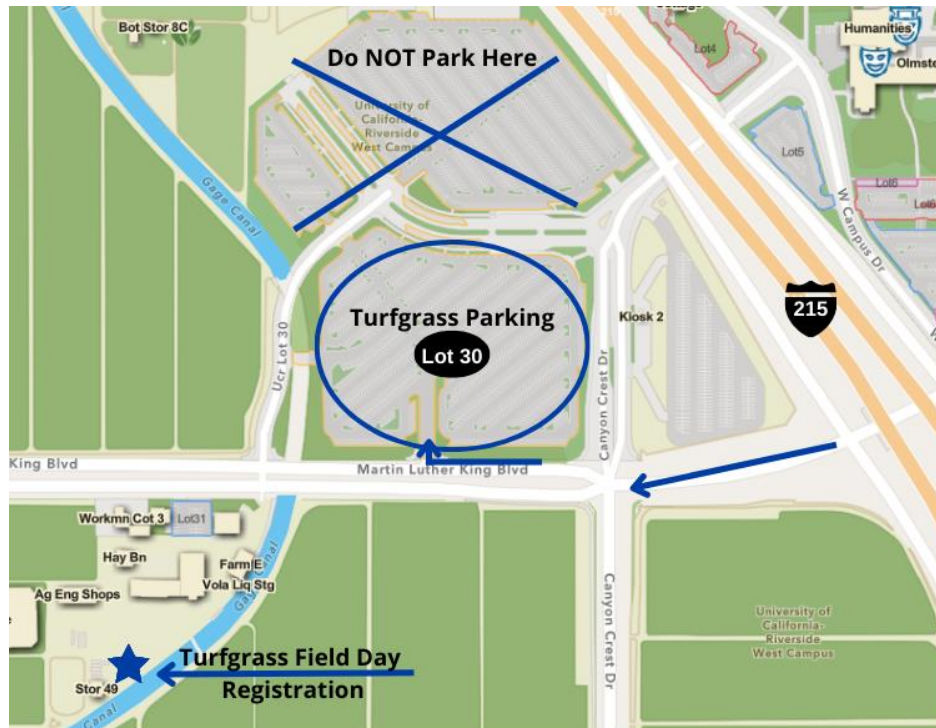 Bot Stor 8C
Do NOT Park Here
University of
California-
Riverside
West Campus
Gage Canal
Lot4
Humanities
Lot5
Lot6
W Campus Dr
215
Turfgrass Parking
Lot 30
Ucr Lot 30
Kiosk 2
Canyon Crest Dr
King Blvd
Martin Luther King Blvd
Workmn Cot 3
Lot31
Hay Bn
Farm E
Vola Liq Stg
Ag Eng Shops
Canal
Turfgrass Field Day
Registration
Stor 49
Canal
Canyon Crest Dr
University of
California-
Riverside
West Campus